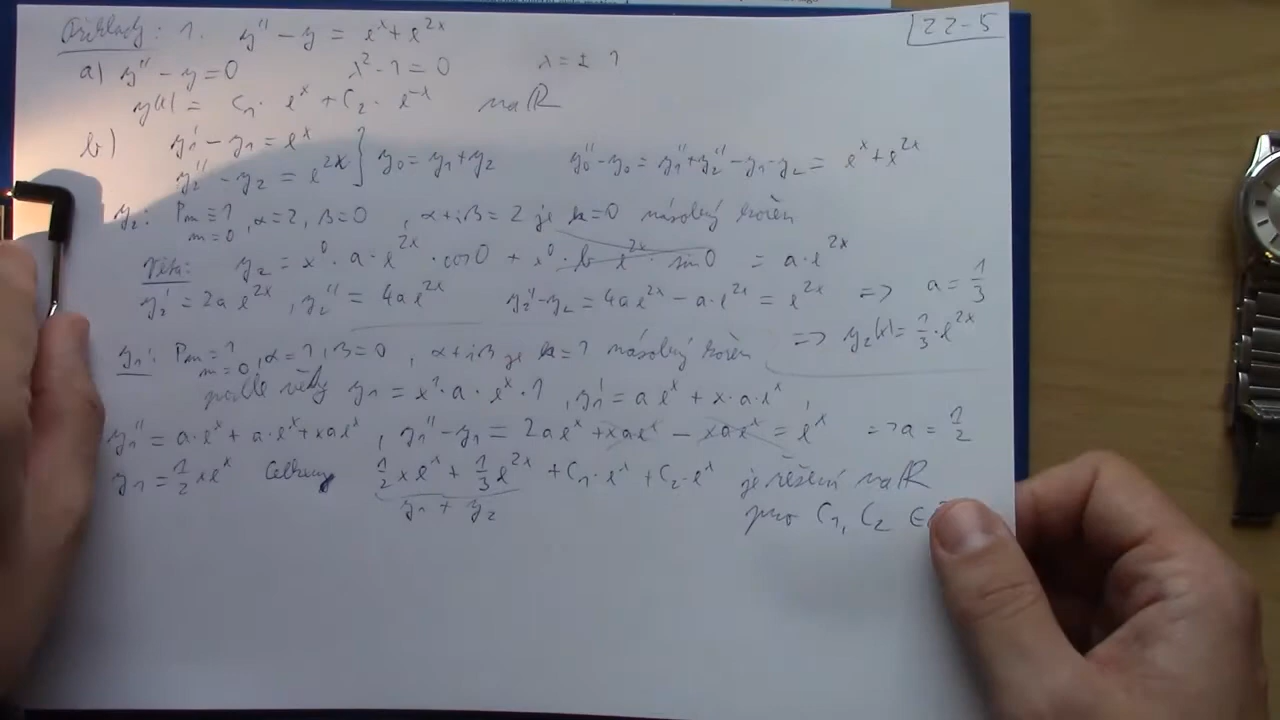 22-5
Příklady: 1. y'' - y = e^x + e^{2x}
a) y'' - y = 0 λ² - 1 = 0 λ = ± 1
y(x) = C₁ · e^x + C₂ · e^{-x} na ℝ
b) y₁' - y₁ = e^x
y₂'' - y₂ = e^{2x} } y₀ = y₁ + y₂ y₀'' - y₀ = y₁'' + y₂'' - y₁ - y₂ = e^x + e^{2x}
y₂: P_m ≡ 1, m = 0, α = 2, β = 0, α + iβ = 2 je k = 0 násobný kořen
Věta: y₂ = x⁰ · a · e^{2x} · cos 0 + x⁰ · b e^{2x} · sin 0 = a · e^{2x}
y₂' = 2a e^{2x}, y₂'' = 4a e^{2x} y₂'' - y₂ = 4a e^{2x} - a · e^{2x} = e^{2x} => a = 1/3
=> y₂(x) = 1/3 · e^{2x}
y₁: P_m = 1, m = 0, α = 1, β = 0, α + iβ je k = 1 násobný kořen
podle věty y₁ = x¹ · a · e^x · 1, y₁' = a e^x + x · a · e^x,
y₁'' = a · e^x + a · e^x + x a e^x, y₁'' - y₁ = 2a e^x + x a e^x - x a e^x = e^x => a = 1/2
y₁ = 1/2 x e^x Celkem 1/2 x e^x + 1/3 e^{2x} + C₁ · e^x + C₂ · e^x je řešení na ℝ
y₁ + y₂ pro C₁, C₂ ∈